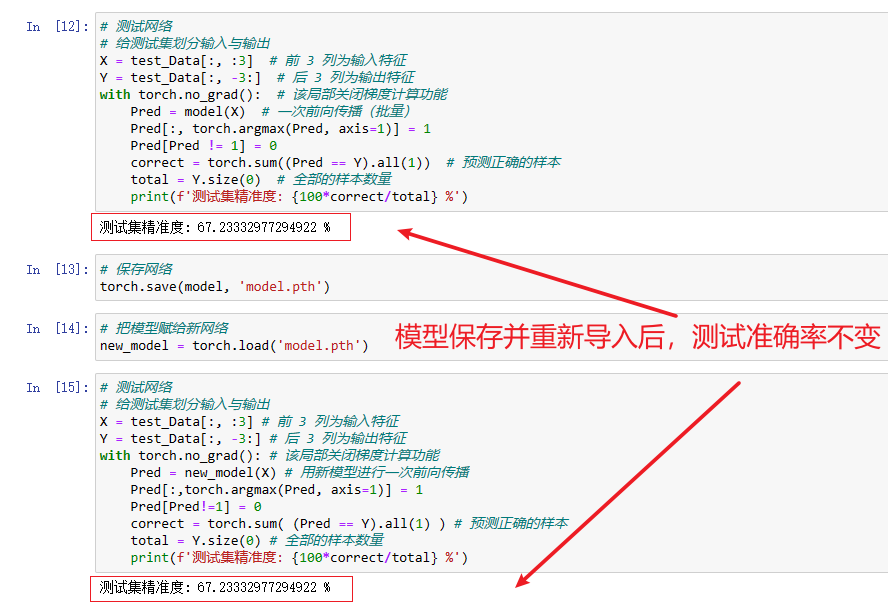 In [12]: # 测试网络
# 给测试集划分输入与输出
X = test_Data[:, :3]  # 前 3 列为输入特征
Y = test_Data[:, -3:]  # 后 3 列为输出特征
with torch.no_grad():  # 该局部关闭梯度计算功能
    Pred = model(X)  # 一次前向传播（批量）
    Pred[:, torch.argmax(Pred, axis=1)] = 1
    Pred[Pred != 1] = 0
    correct = torch.sum((Pred == Y).all(1))  # 预测正确的样本
    total = Y.size(0)  # 全部的样本数量
    print(f'测试集精准度: {100*correct/total} %')
测试集精准度: 67.23332977294922 %
In [13]: # 保存网络
torch.save(model, 'model.pth')
In [14]: # 把模型赋给新网络
new_model = torch.load('model.pth')
模型保存并重新导入后，测试准确率不变
In [15]: # 测试网络
# 给测试集划分输入与输出
X = test_Data[:, :3] # 前 3 列为输入特征
Y = test_Data[:, -3:] # 后 3 列为输出特征
with torch.no_grad(): # 该局部关闭梯度计算功能
    Pred = new_model(X) # 用新模型进行一次前向传播
    Pred[:,torch.argmax(Pred, axis=1)] = 1
    Pred[Pred!=1] = 0
    correct = torch.sum( (Pred == Y).all(1) ) # 预测正确的样本
    total = Y.size(0) # 全部的样本数量
    print(f'测试集精准度: {100*correct/total} %')
测试集精准度: 67.23332977294922 %